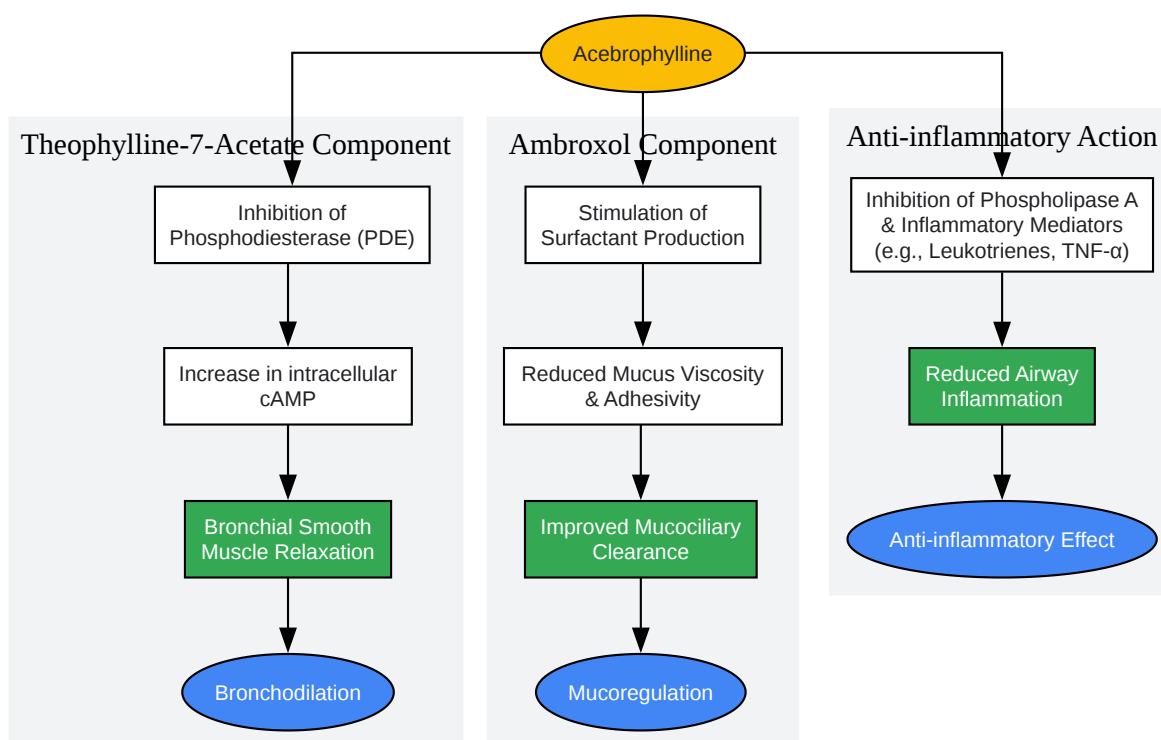 Acebrophylline
Theophylline-7-Acetate Component
Inhibition of
Phosphodiesterase (PDE)
Increase in intracellular
cAMP
Bronchial Smooth
Muscle Relaxation
Bronchodilation
Ambroxol Component
Stimulation of
Surfactant Production
Reduced Mucus Viscosity
& Adhesivity
Improved Mucociliary
Clearance
Mucoregulation
Anti-inflammatory Action
Inhibition of Phospholipase A
& Inflammatory Mediators
(e.g., Leukotrienes, TNF-α)
Reduced Airway
Inflammation
Anti-inflammatory Effect